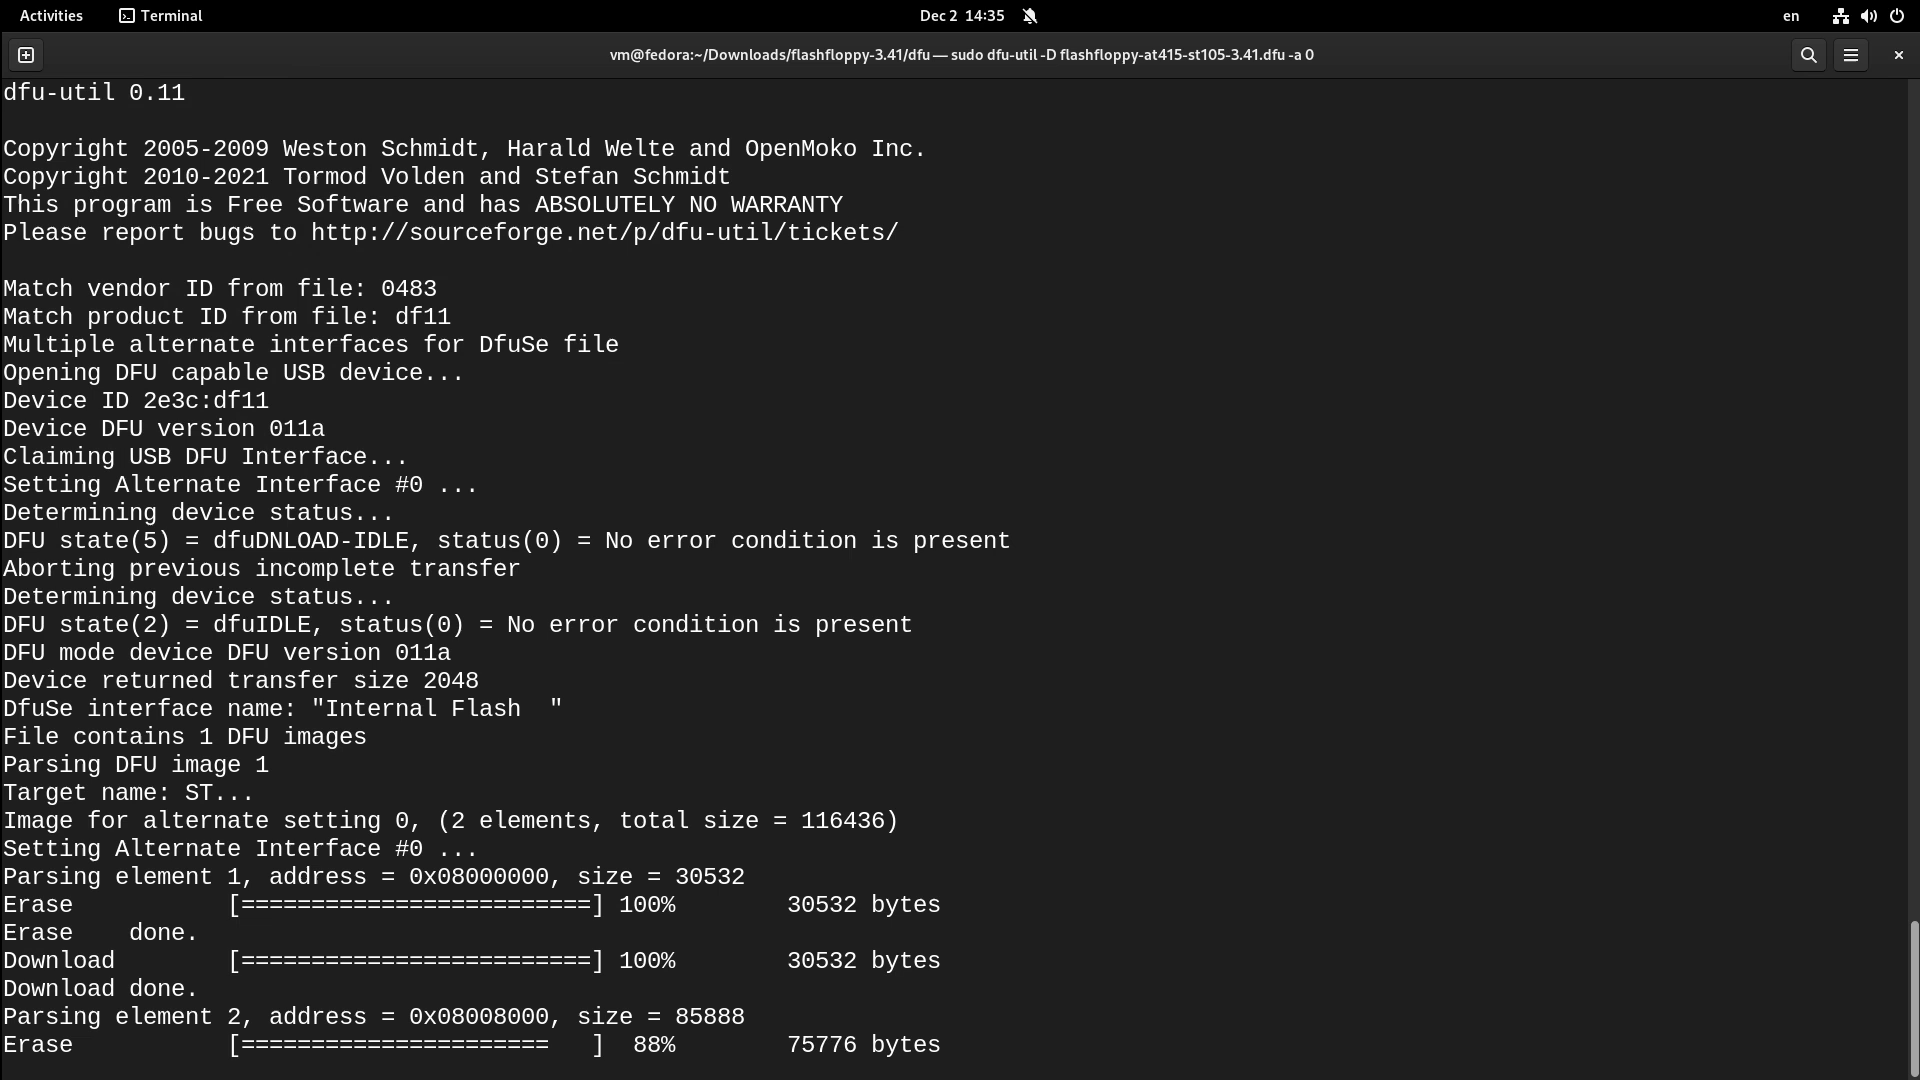 Activities Terminal Dec 2 14:35 en
vm@fedora:~/Downloads/flashfloppy-3.41/dfu — sudo dfu-util -D flashfloppy-at415-st105-3.41.dfu -a 0
dfu-util 0.11
Copyright 2005-2009 Weston Schmidt, Harald Welte and OpenMoko Inc.
Copyright 2010-2021 Tormod Volden and Stefan Schmidt
This program is Free Software and has ABSOLUTELY NO WARRANTY
Please report bugs to http://sourceforge.net/p/dfu-util/tickets/
Match vendor ID from file: 0483
Match product ID from file: df11
Multiple alternate interfaces for DfuSe file
Opening DFU capable USB device...
Device ID 2e3c:df11
Device DFU version 011a
Claiming USB DFU Interface...
Setting Alternate Interface #0 ...
Determining device status...
DFU state(5) = dfuDNLOAD-IDLE, status(0) = No error condition is present
Aborting previous incomplete transfer
Determining device status...
DFU state(2) = dfuIDLE, status(0) = No error condition is present
DFU mode device DFU version 011a
Device returned transfer size 2048
DfuSe interface name: "Internal Flash  "
File contains 1 DFU images
Parsing DFU image 1
Target name: ST...
Image for alternate setting 0, (2 elements, total size = 116436)
Setting Alternate Interface #0 ...
Parsing element 1, address = 0x08000000, size = 30532
Erase           [=========================] 100%        30532 bytes
Erase    done.
Download        [=========================] 100%        30532 bytes
Download done.
Parsing element 2, address = 0x08008000, size = 85888
Erase           [======================   ]  88%        75776 bytes